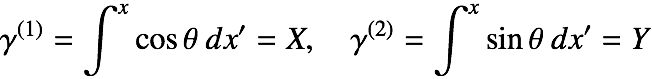 γ⁽¹⁾ = ∫ˣ cos θ dx′ = X, γ⁽²⁾ = ∫ˣ sin θ dx′ = Y